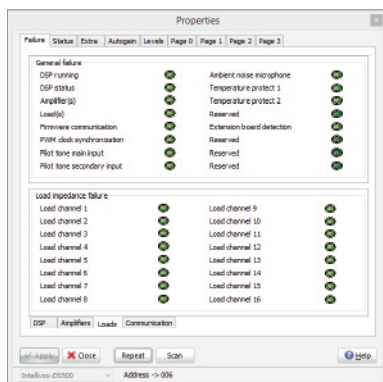 Properties
Failure Status Extra Autogain Levels Page 0 Page 1 Page 2 Page 3
General failure
DSP running Ambient noise microphone
DSP status Temperature protect 1
Amplifier(s) Temperature protect 2
Load(s) Reserved
Firmware communication Extension board detection
PWM clock synchronization Reserved
Pilot tone main input Reserved
Pilot tone secondary input Reserved
Load impedance failure
Load channel 1 Load channel 9
Load channel 2 Load channel 10
Load channel 3 Load channel 11
Load channel 4 Load channel 12
Load channel 5 Load channel 13
Load channel 6 Load channel 14
Load channel 7 Load channel 15
Load channel 8 Load channel 16
DSP Amplifiers Loads Communication
Apply Close Repeat Scan Help
Intellivox-DS500 Address -> 006